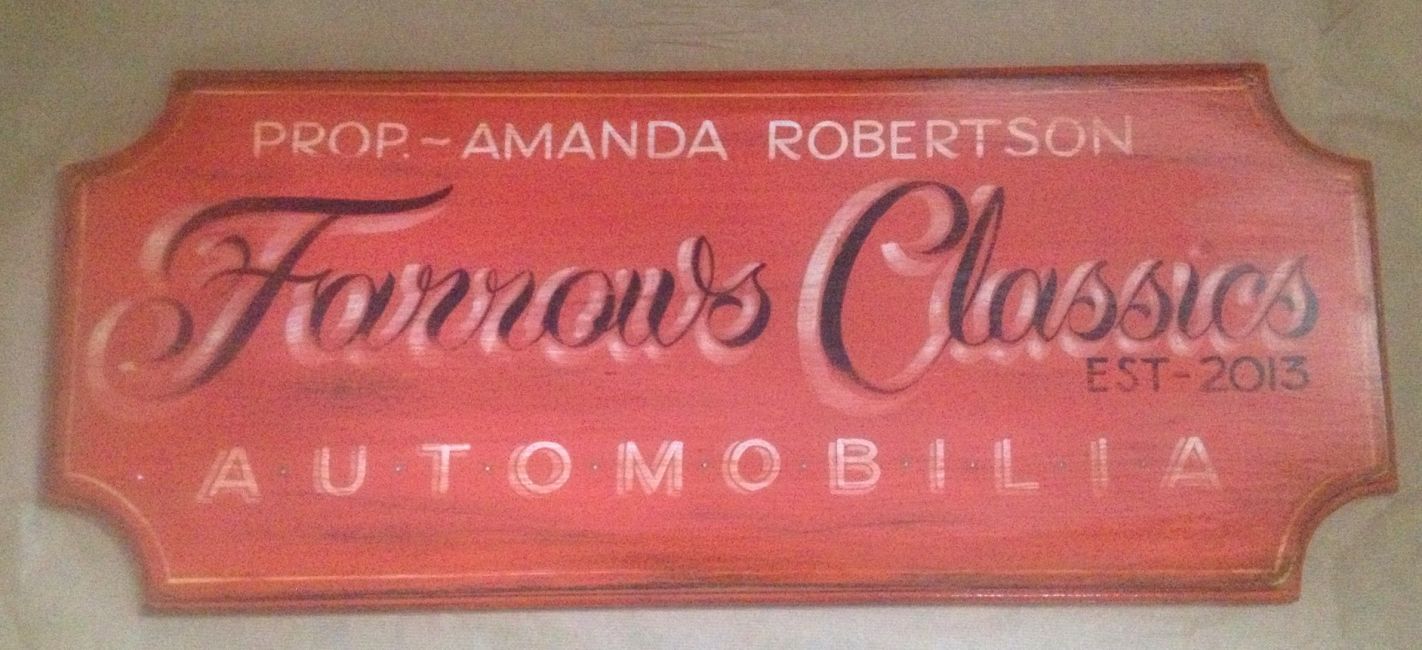 PROP. ~ AMANDA ROBERTSON
Farrows Classics
EST - 2013
A·U·T·O·M·O·B·I·L·I·A